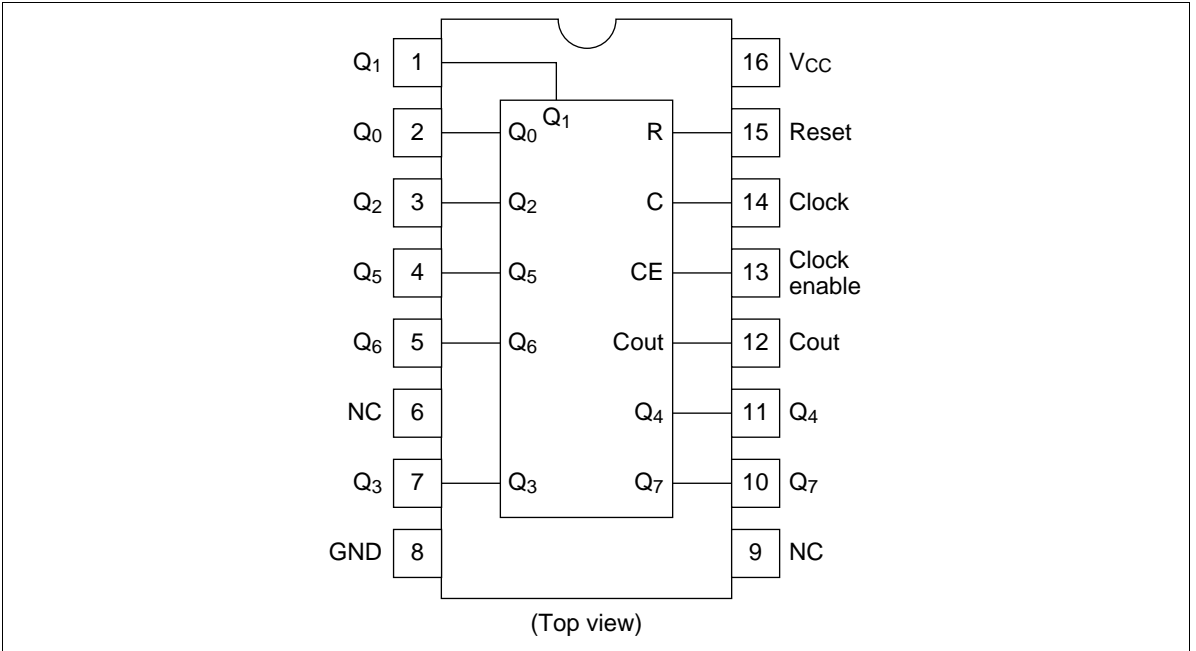 Q1 1 16 VCC
Q1
Q0 2 Q0 R 15 Reset
Q2 3 Q2 C 14 Clock
Q5 4 Q5 CE 13 Clock
enable
Q6 5 Q6 Cout 12 Cout
NC 6 Q4 11 Q4
Q3 7 Q3 Q7 10 Q7
GND 8 9 NC
(Top view)